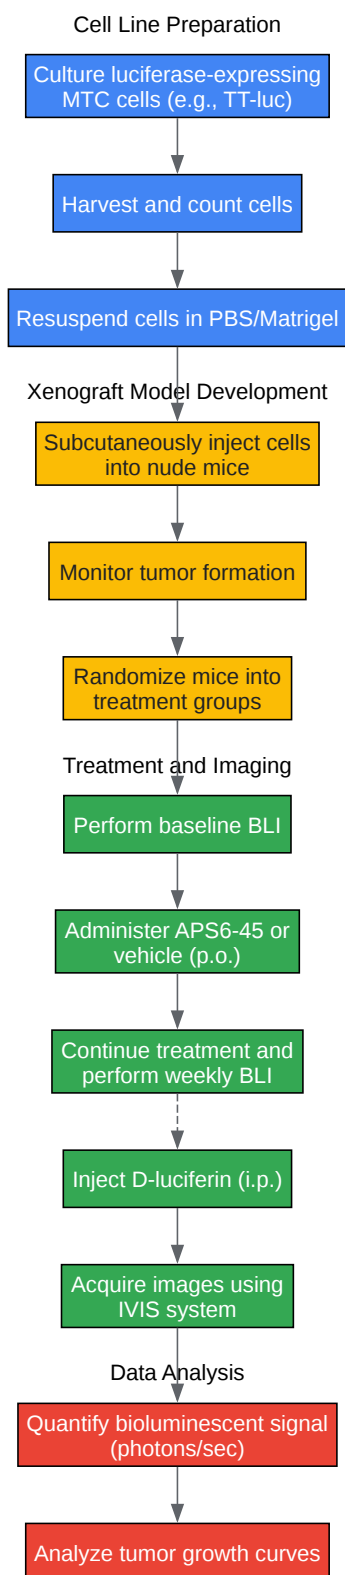 Cell Line Preparation
Culture luciferase-expressing
MTC cells (e.g., TT-luc)
Harvest and count cells
Resuspend cells in PBS/Matrigel
Xenograft Model Development
Subcutaneously inject cells
into nude mice
Monitor tumor formation
Randomize mice into
treatment groups
Treatment and Imaging
Perform baseline BLI
Administer APS6-45 or
vehicle (p.o.)
Continue treatment and
perform weekly BLI
Inject D-luciferin (i.p.)
Acquire images using
IVIS system
Data Analysis
Quantify bioluminescent signal
(photons/sec)
Analyze tumor growth curves